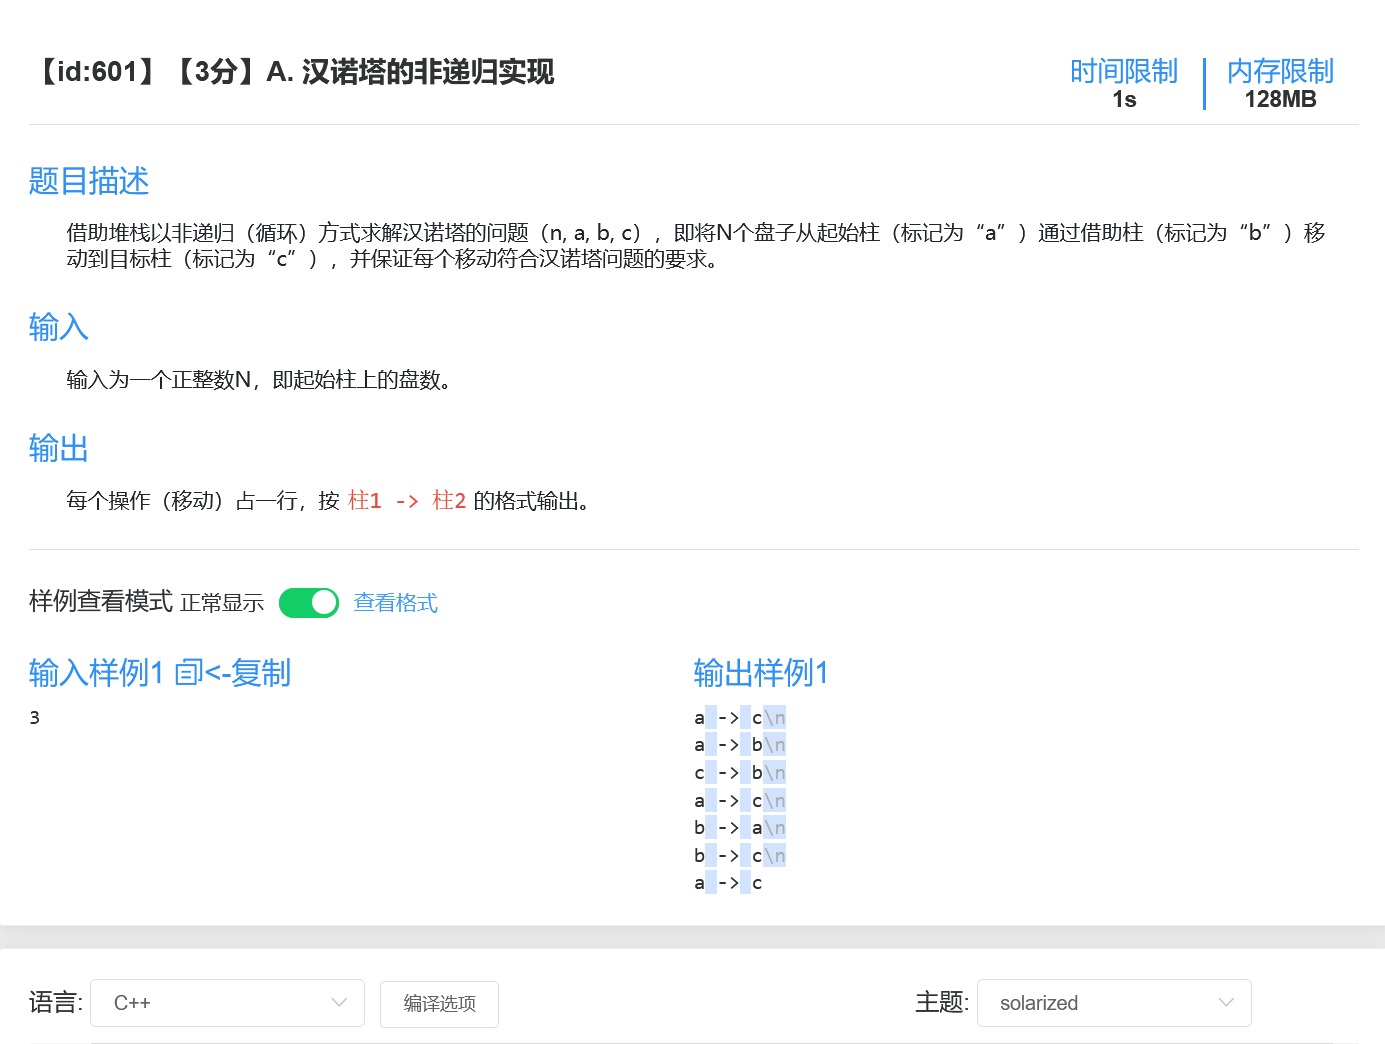 【id:601】【3分】A. 汉诺塔的非递归实现
时间限制
1s
内存限制
128MB
题目描述
借助堆栈以非递归（循环）方式求解汉诺塔的问题（n, a, b, c），即将N个盘子从起始柱（标记为“a”）通过借助柱（标记为“b”）移
动到目标柱（标记为“c”），并保证每个移动符合汉诺塔问题的要求。
输入
输入为一个正整数N，即起始柱上的盘数。
输出
每个操作（移动）占一行，按 柱1 -> 柱2 的格式输出。
样例查看模式 正常显示 查看格式
输入样例1 <-复制
3
输出样例1
a -> c\n
a -> b\n
c -> b\n
a -> c\n
b -> a\n
b -> c\n
a -> c
语言: C++ 编译选项 主题: solarized